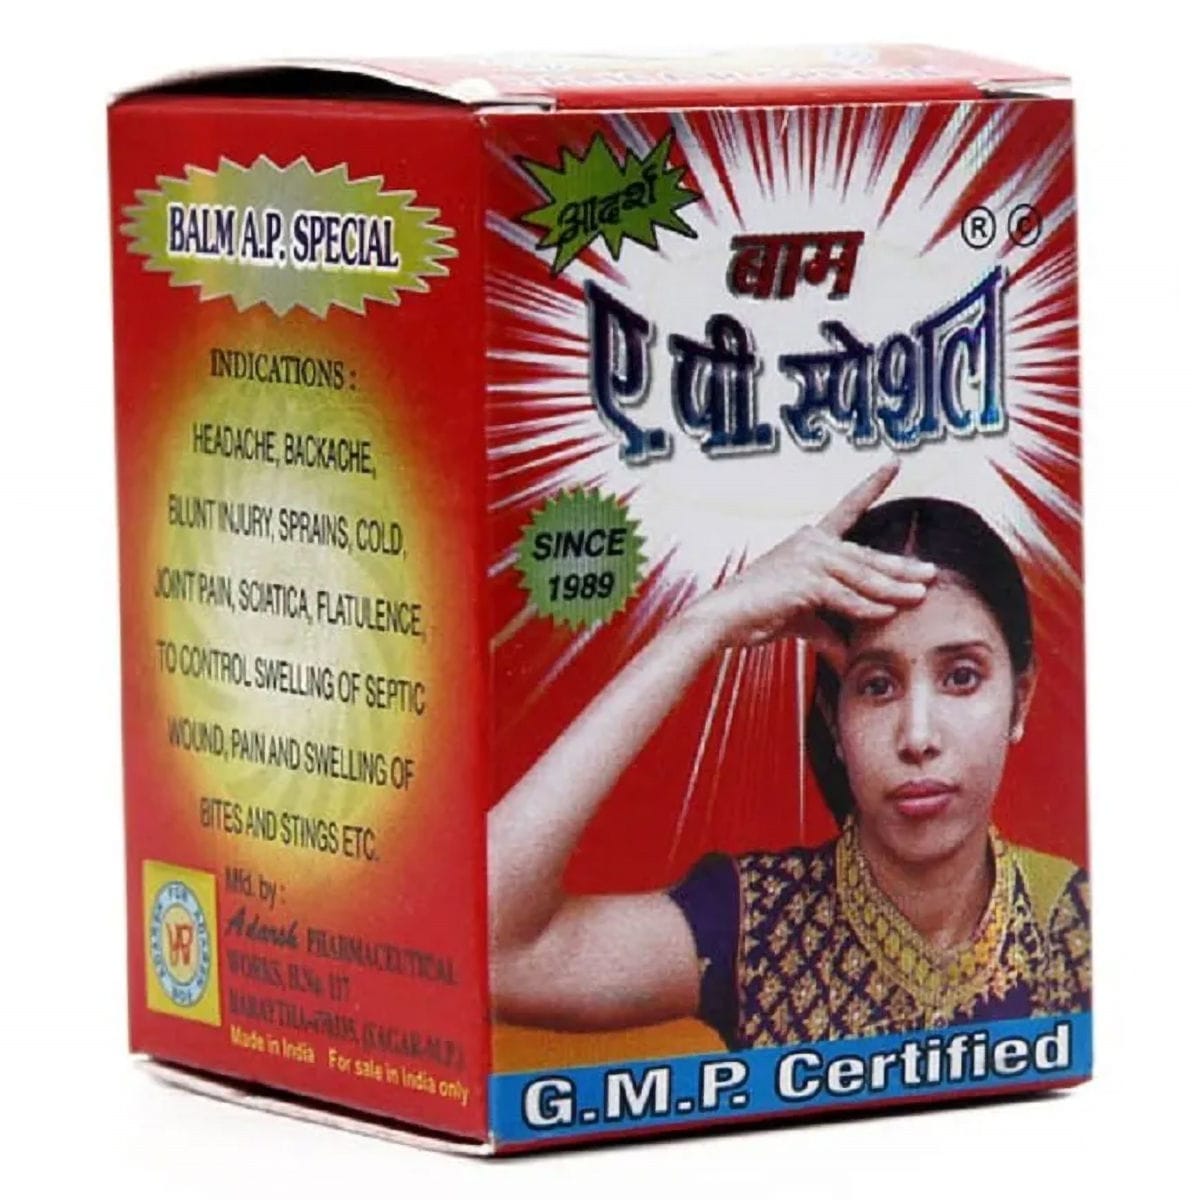 BALM A.P. SPECIAL
INDICATIONS :
HEADACHE, BACKACHE,
BLUNT INJURY, SPRAINS, COLD,
JOINT PAIN, SCIATICA, FLATULENCE,
TO CONTROL SWELLING OF SEPTIC
WOUND, PAIN AND SWELLING OF
BITES AND STINGS ETC.
Mfd. by :
Adarsh PHARMACEUTICAL
WORKS, H.No. 117
(SAGAR-M.P.)
Made in India For sale in India only
आदर्श
® ©
बाम
ए. पी. स्पेशल
SINCE
1989
G.M.P. Certified